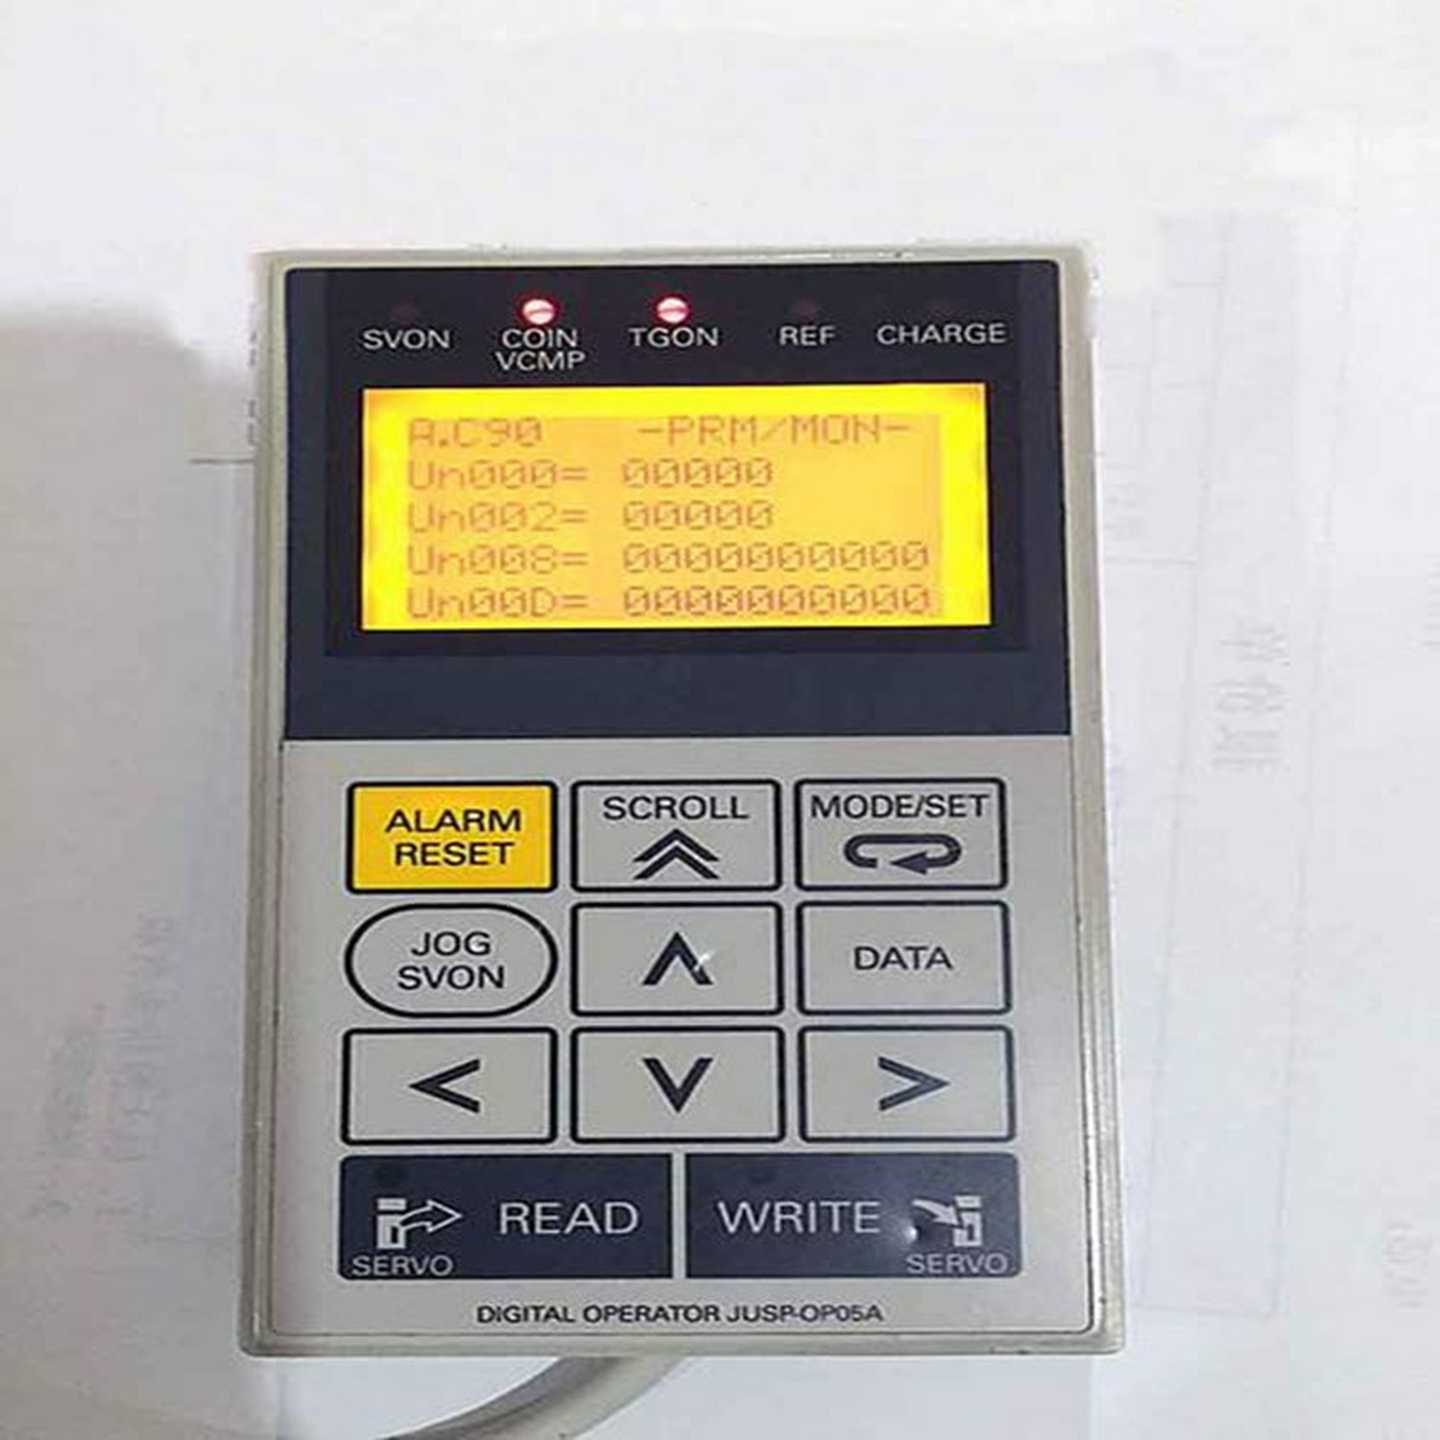 SVON COIN VCMP TGON REF CHARGE
A.C90 -PRM/MON-
Un000= 00000
Un002= 00000
Un008= 0000000000
Un00D= 0000000000
ALARM RESET
SCROLL
MODE/SET
JOG SVON
DATA
READ
SERVO
WRITE
SERVO
DIGITAL OPERATOR JUSP-OP05A